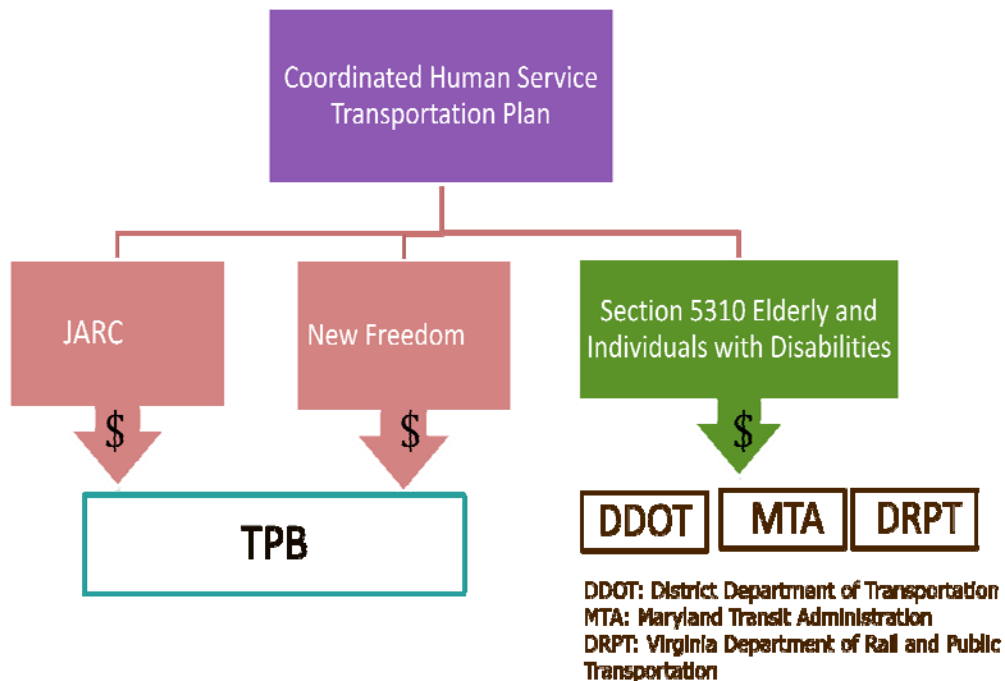 Coordinated Human Service
Transportation Plan
JARC
New Freedom
Section 5310 Elderly and
Individuals with Disabilities
$
$
$
TPB
DDOT
MTA
DRPT
DDOT: District Department of Transportation
MTA: Maryland Transit Administration
DRPT: Virginia Department of Rail and Public
Transportation